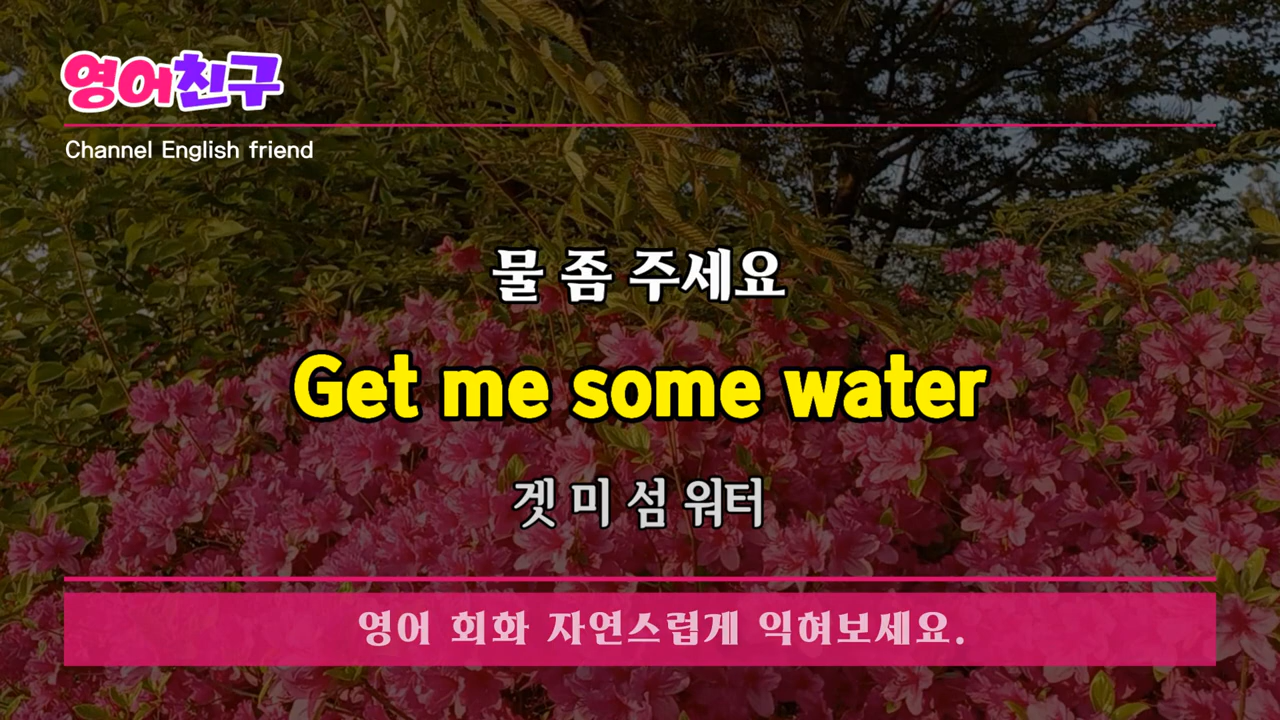 영어친구
Channel English friend
물 좀 주세요
Get me some water
겟 미 섬 워터
영어 회화 자연스럽게 익혀보세요.